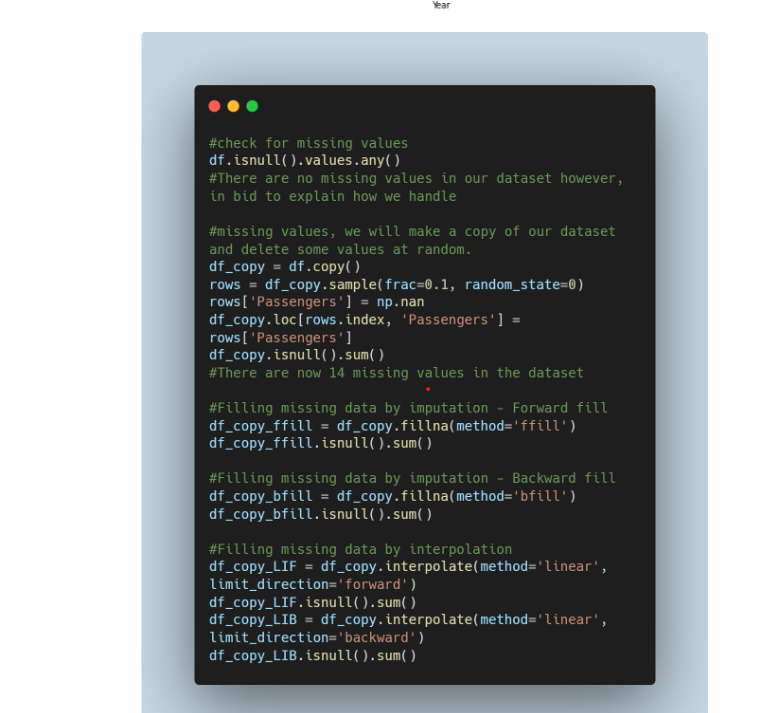 Year
#check for missing values
df.isnull().values.any()
#There are no missing values in our dataset however,
in bid to explain how we handle
#missing values, we will make a copy of our dataset
and delete some values at random.
df_copy = df.copy()
rows = df_copy.sample(frac=0.1, random_state=0)
rows['Passengers'] = np.nan
df_copy.loc[rows.index, 'Passengers'] =
rows['Passengers']
df_copy.isnull().sum()
#There are now 14 missing values in the dataset
#Filling missing data by imputation - Forward fill
df_copy_ffill = df_copy.fillna(method='ffill')
df_copy_ffill.isnull().sum()
#Filling missing data by imputation - Backward fill
df_copy_bfill = df_copy.fillna(method='bfill')
df_copy_bfill.isnull().sum()
#Filling missing data by interpolation
df_copy_LIF = df_copy.interpolate(method='linear',
limit_direction='forward')
df_copy_LIF.isnull().sum()
df_copy_LIB = df_copy.interpolate(method='linear',
limit_direction='backward')
df_copy_LIB.isnull().sum()